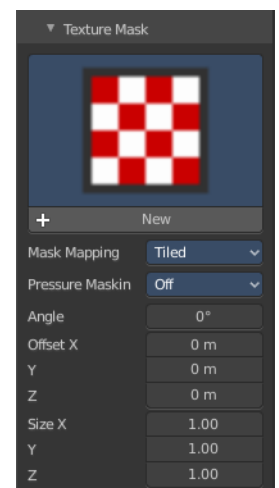 Texture Mask
New
Mask Mapping Tiled
Pressure Maskin Off
Angle 0°
Offset X 0 m
Y 0 m
Z 0 m
Size X 1.00
Y 1.00
Z 1.00